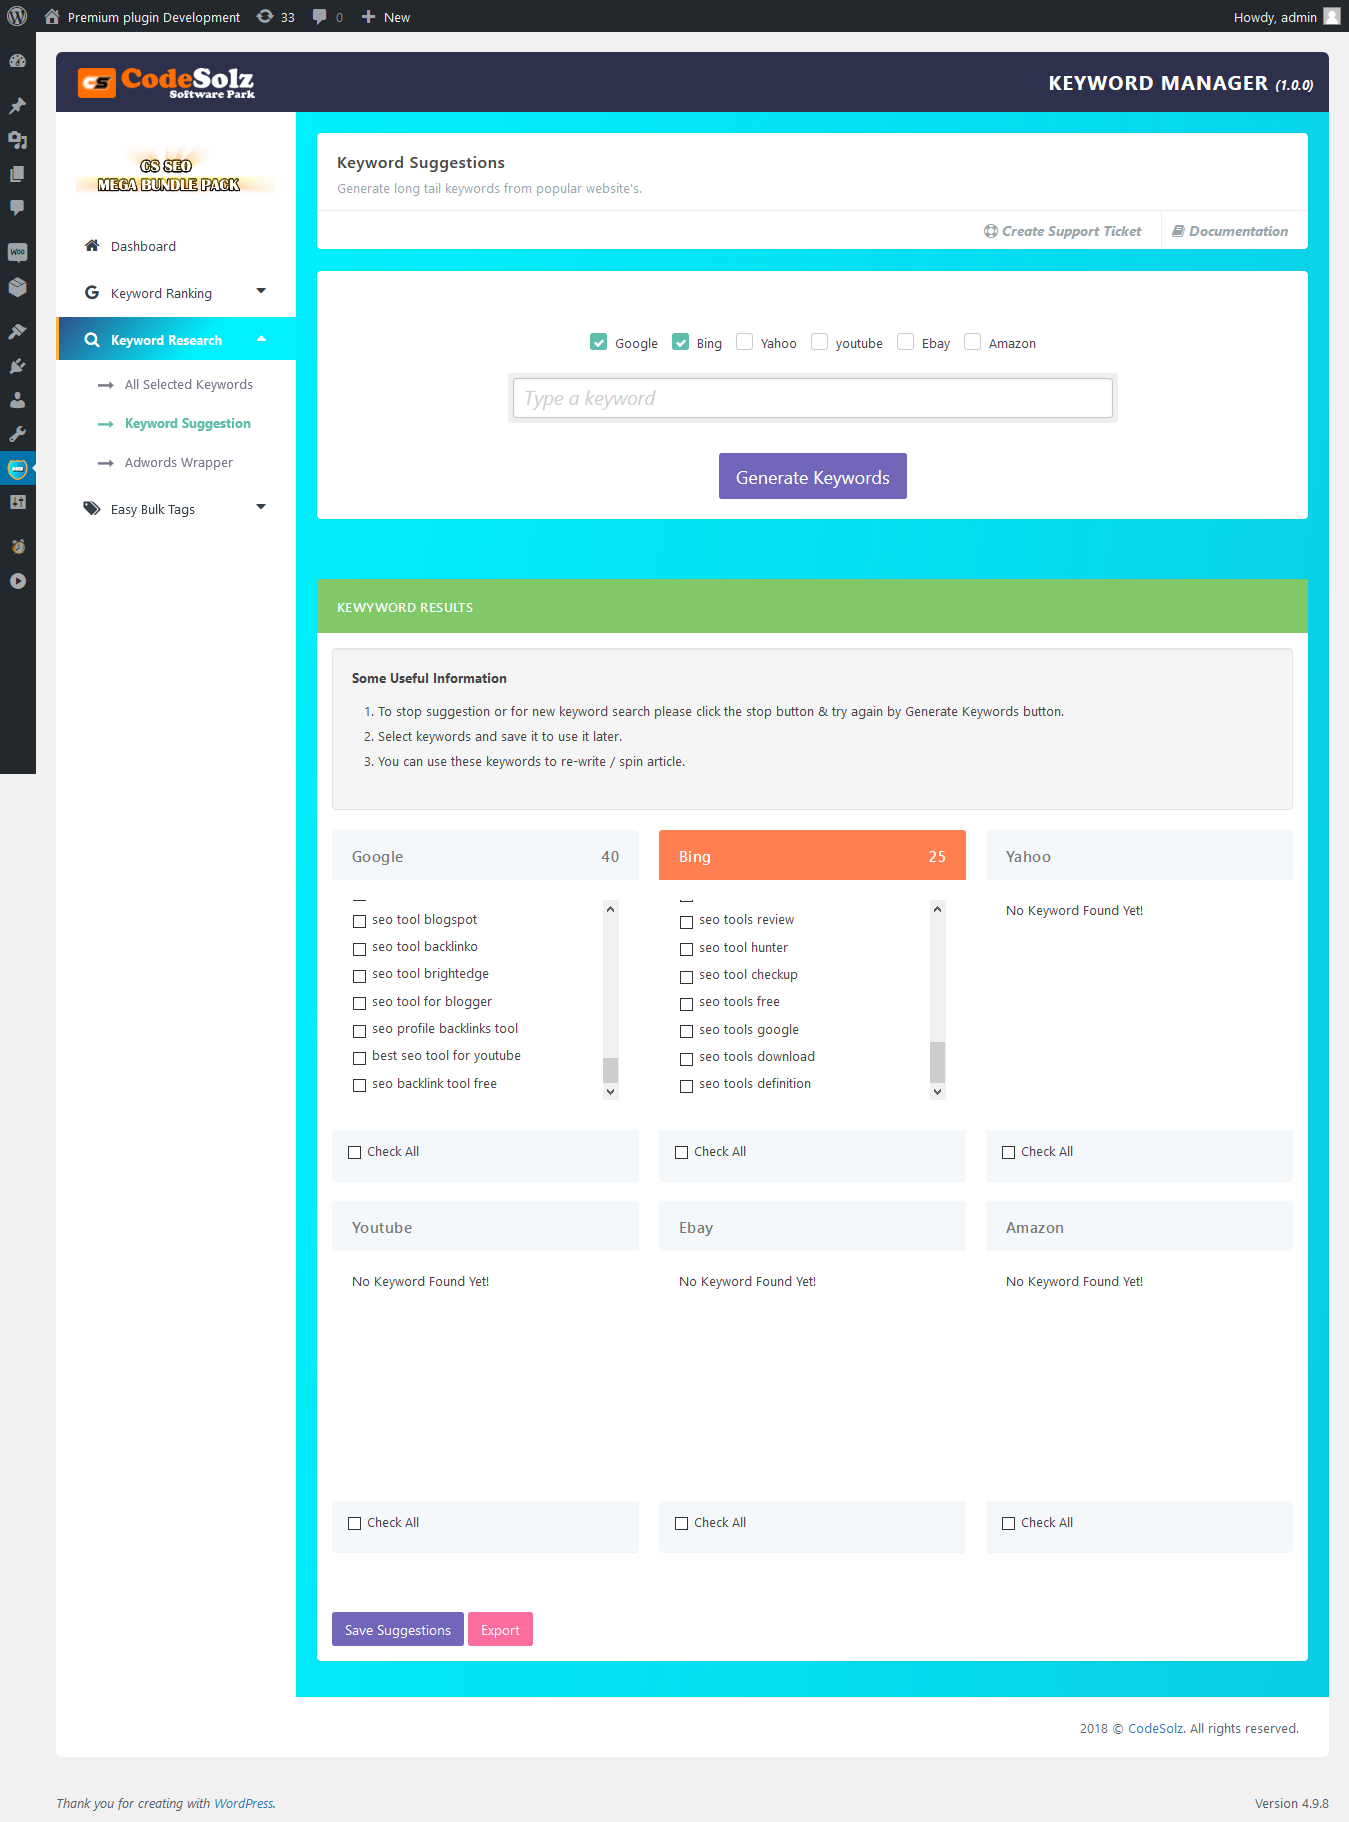 Premium plugin Development 33 0 New Howdy, admin
CodeSolz
Software Park
KEYWORD MANAGER (1.0.0)
CS SEO
MEGA BUNDLE PACK
Dashboard
Keyword Ranking
Keyword Research
All Selected Keywords
Keyword Suggestion
Adwords Wrapper
Easy Bulk Tags
Keyword Suggestions
Generate long tail keywords from popular website's.
Create Support Ticket Documentation
Google Bing Yahoo youtube Ebay Amazon
Type a keyword
Generate Keywords
KEWYWORD RESULTS
Some Useful Information
1. To stop suggestion or for new keyword search please click the stop button & try again by Generate Keywords button.
2. Select keywords and save it to use it later.
3. You can use these keywords to re-write / spin article.
Google 40
seo tool blogspot
seo tool backlinko
seo tool brightedge
seo tool for blogger
seo profile backlinks tool
best seo tool for youtube
seo backlink tool free
Check All
Bing 25
seo tools review
seo tool hunter
seo tool checkup
seo tools free
seo tools google
seo tools download
seo tools definition
Check All
Yahoo
No Keyword Found Yet!
Check All
Youtube
No Keyword Found Yet!
Check All
Ebay
No Keyword Found Yet!
Check All
Amazon
No Keyword Found Yet!
Check All
Save Suggestions Export
2018 © CodeSolz. All rights reserved.
Thank you for creating with WordPress. Version 4.9.8